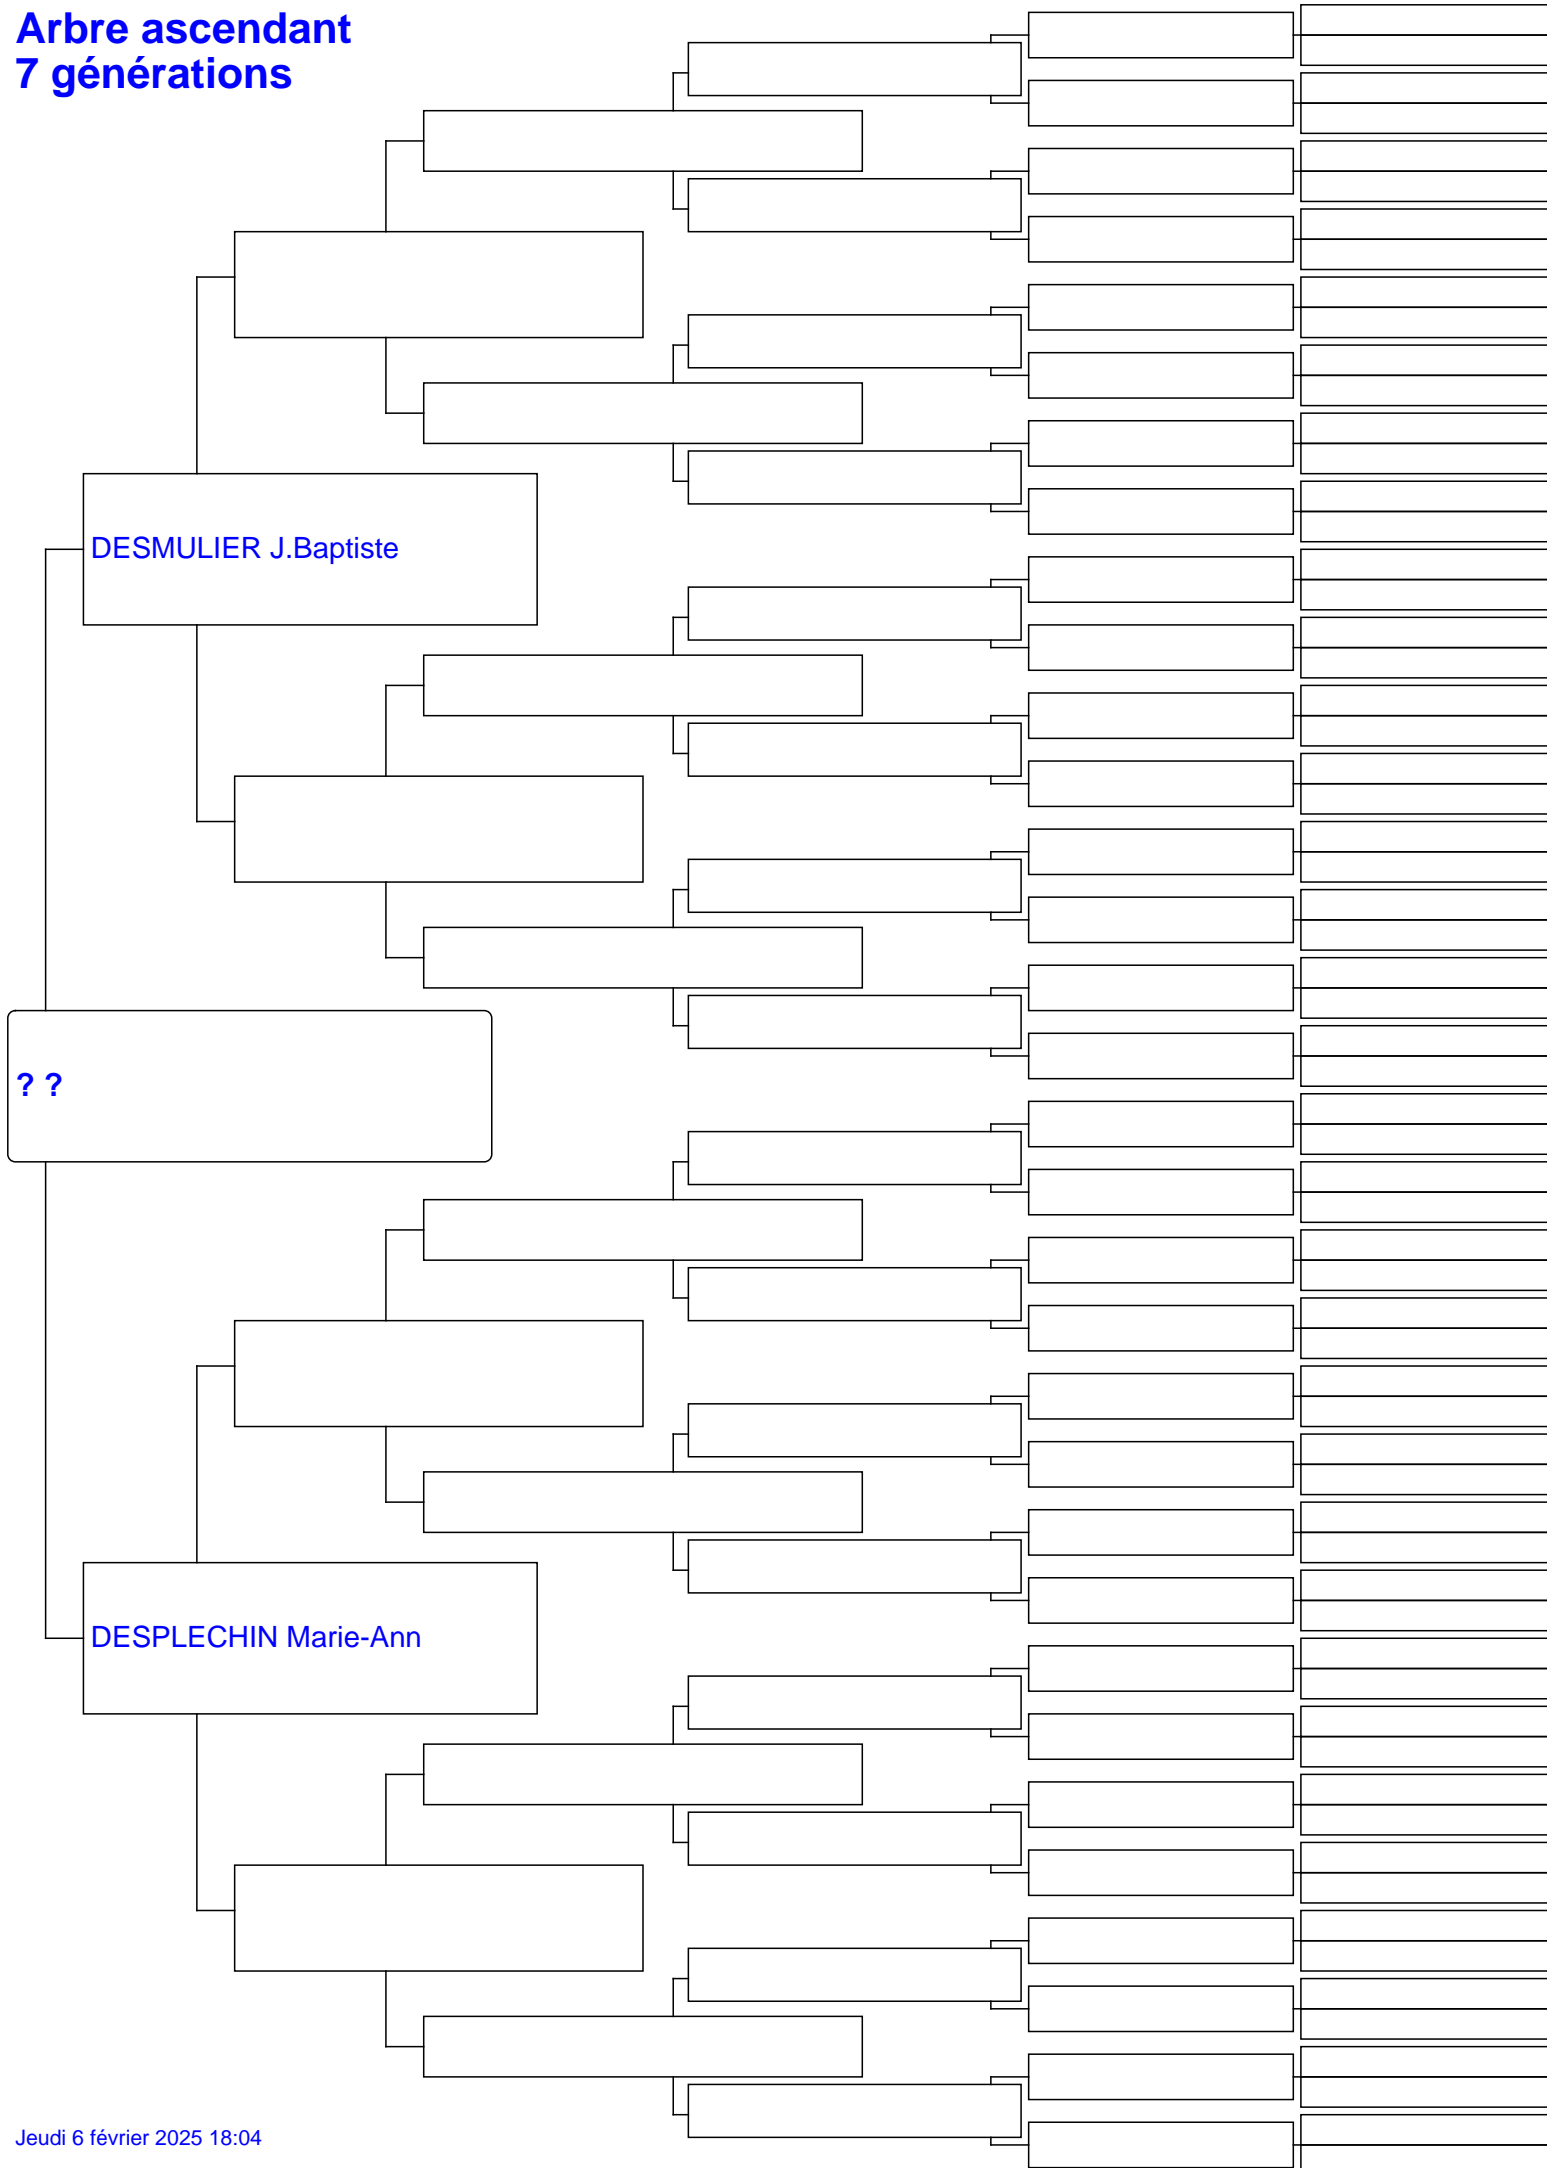 Arbre ascendant
7 générations
DESMULIER J.Baptiste
? ?
DESPLECHIN Marie-Ann
Jeudi 6 février 2025 18:04